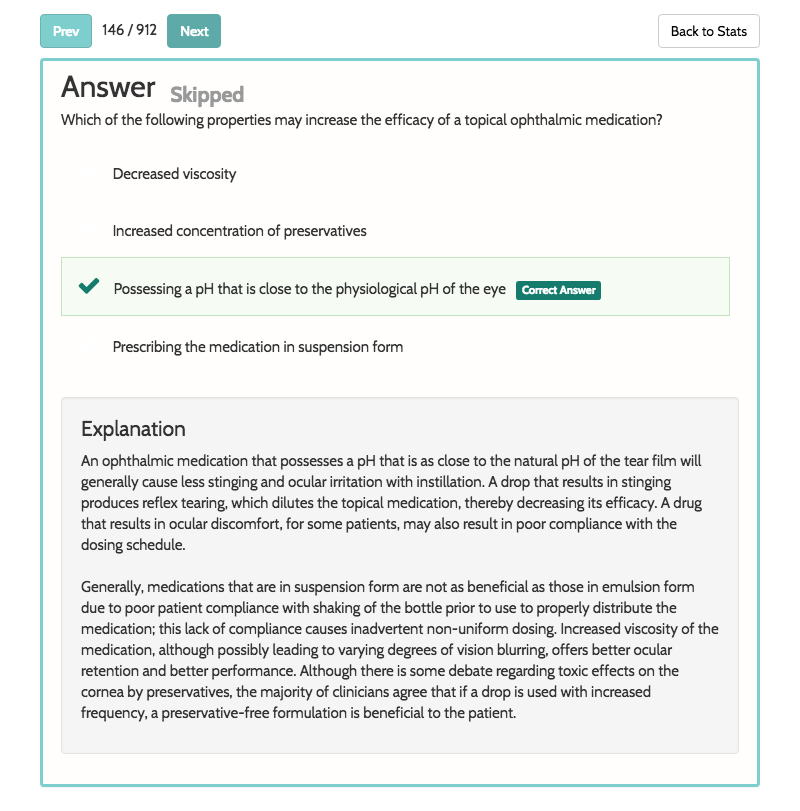 Prev 146 / 912 Next Back to Stats
Answer Skipped
Which of the following properties may increase the efficacy of a topical ophthalmic medication?
Decreased viscosity
Increased concentration of preservatives
Possessing a pH that is close to the physiological pH of the eye Correct Answer
Prescribing the medication in suspension form
Explanation
An ophthalmic medication that possesses a pH that is as close to the natural pH of the tear film will
generally cause less stinging and ocular irritation with instillation. A drop that results in stinging
produces reflex tearing, which dilutes the topical medication, thereby decreasing its efficacy. A drug
that results in ocular discomfort, for some patients, may also result in poor compliance with the
dosing schedule.
Generally, medications that are in suspension form are not as beneficial as those in emulsion form
due to poor patient compliance with shaking of the bottle prior to use to properly distribute the
medication; this lack of compliance causes inadvertent non-uniform dosing. Increased viscosity of the
medication, although possibly leading to varying degrees of vision blurring, offers better ocular
retention and better performance. Although there is some debate regarding toxic effects on the
cornea by preservatives, the majority of clinicians agree that if a drop is used with increased
frequency, a preservative-free formulation is beneficial to the patient.